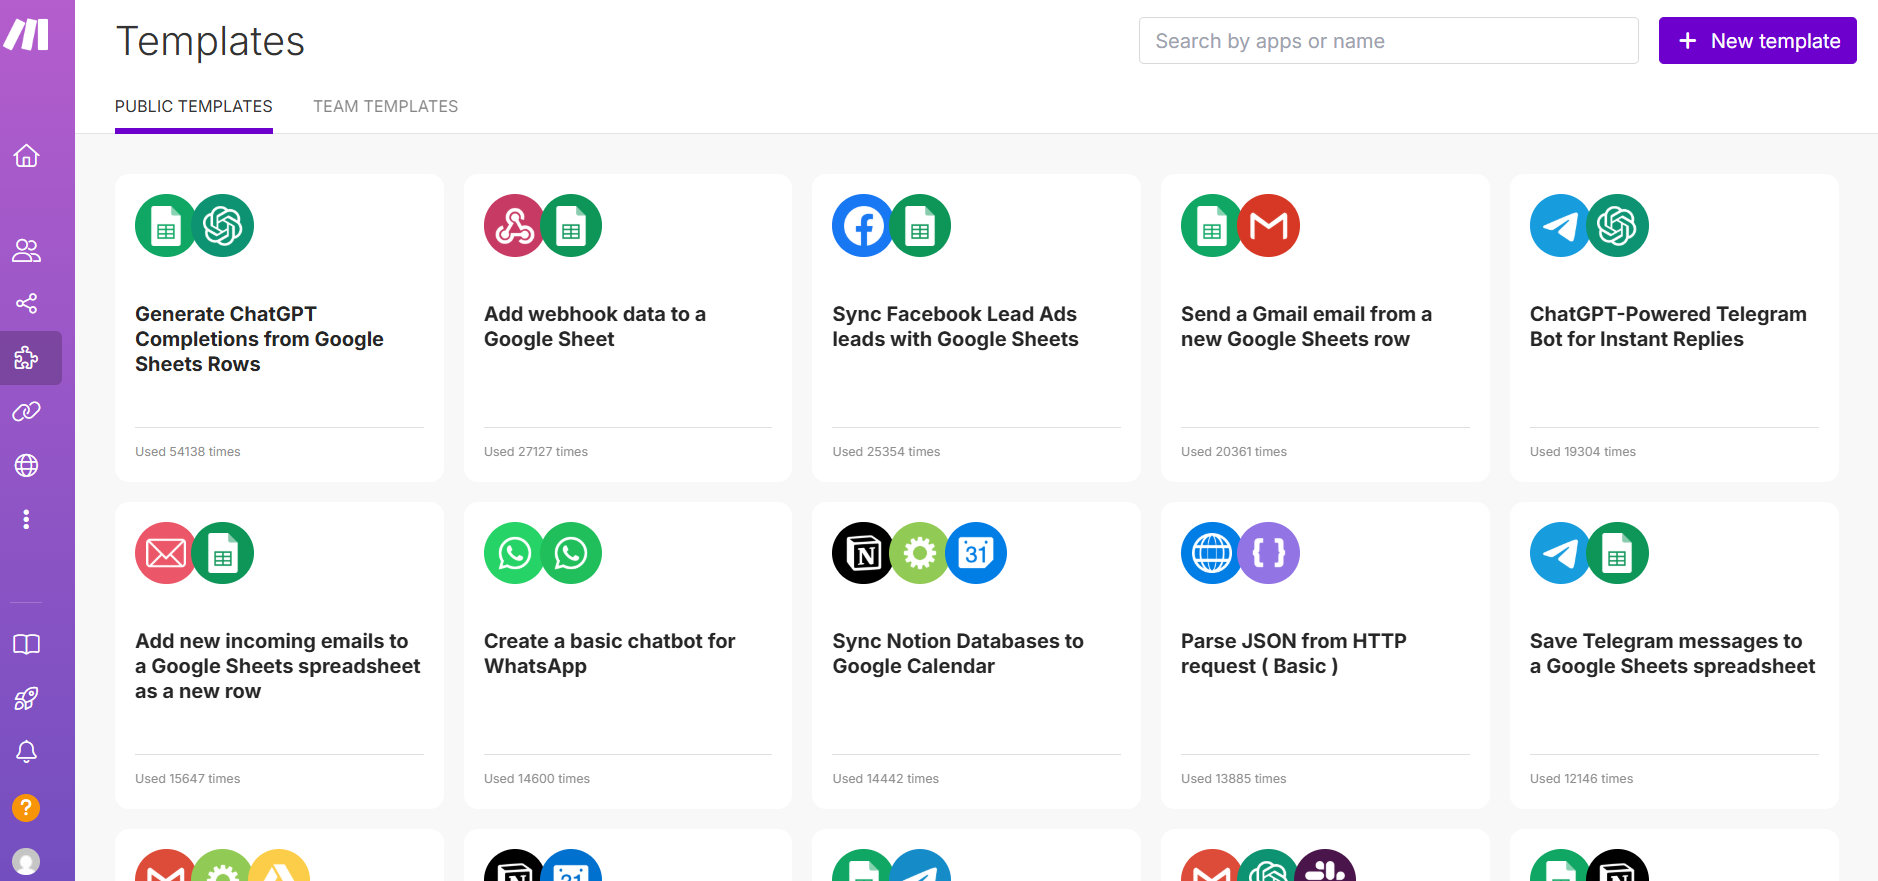 Templates
Search by apps or name
+ New template
PUBLIC TEMPLATES
TEAM TEMPLATES
Generate ChatGPT
Completions from Google
Sheets Rows
Used 54138 times
Add webhook data to a
Google Sheet
Used 27127 times
Sync Facebook Lead Ads
leads with Google Sheets
Used 25354 times
Send a Gmail email from a
new Google Sheets row
Used 20361 times
ChatGPT-Powered Telegram
Bot for Instant Replies
Used 19304 times
Add new incoming emails to
a Google Sheets spreadsheet
as a new row
Used 15647 times
Create a basic chatbot for
WhatsApp
Used 14600 times
31
Sync Notion Databases to
Google Calendar
Used 14442 times
Parse JSON from HTTP
request ( Basic )
Used 13885 times
Save Telegram messages to
a Google Sheets spreadsheet
Used 12146 times
?
31